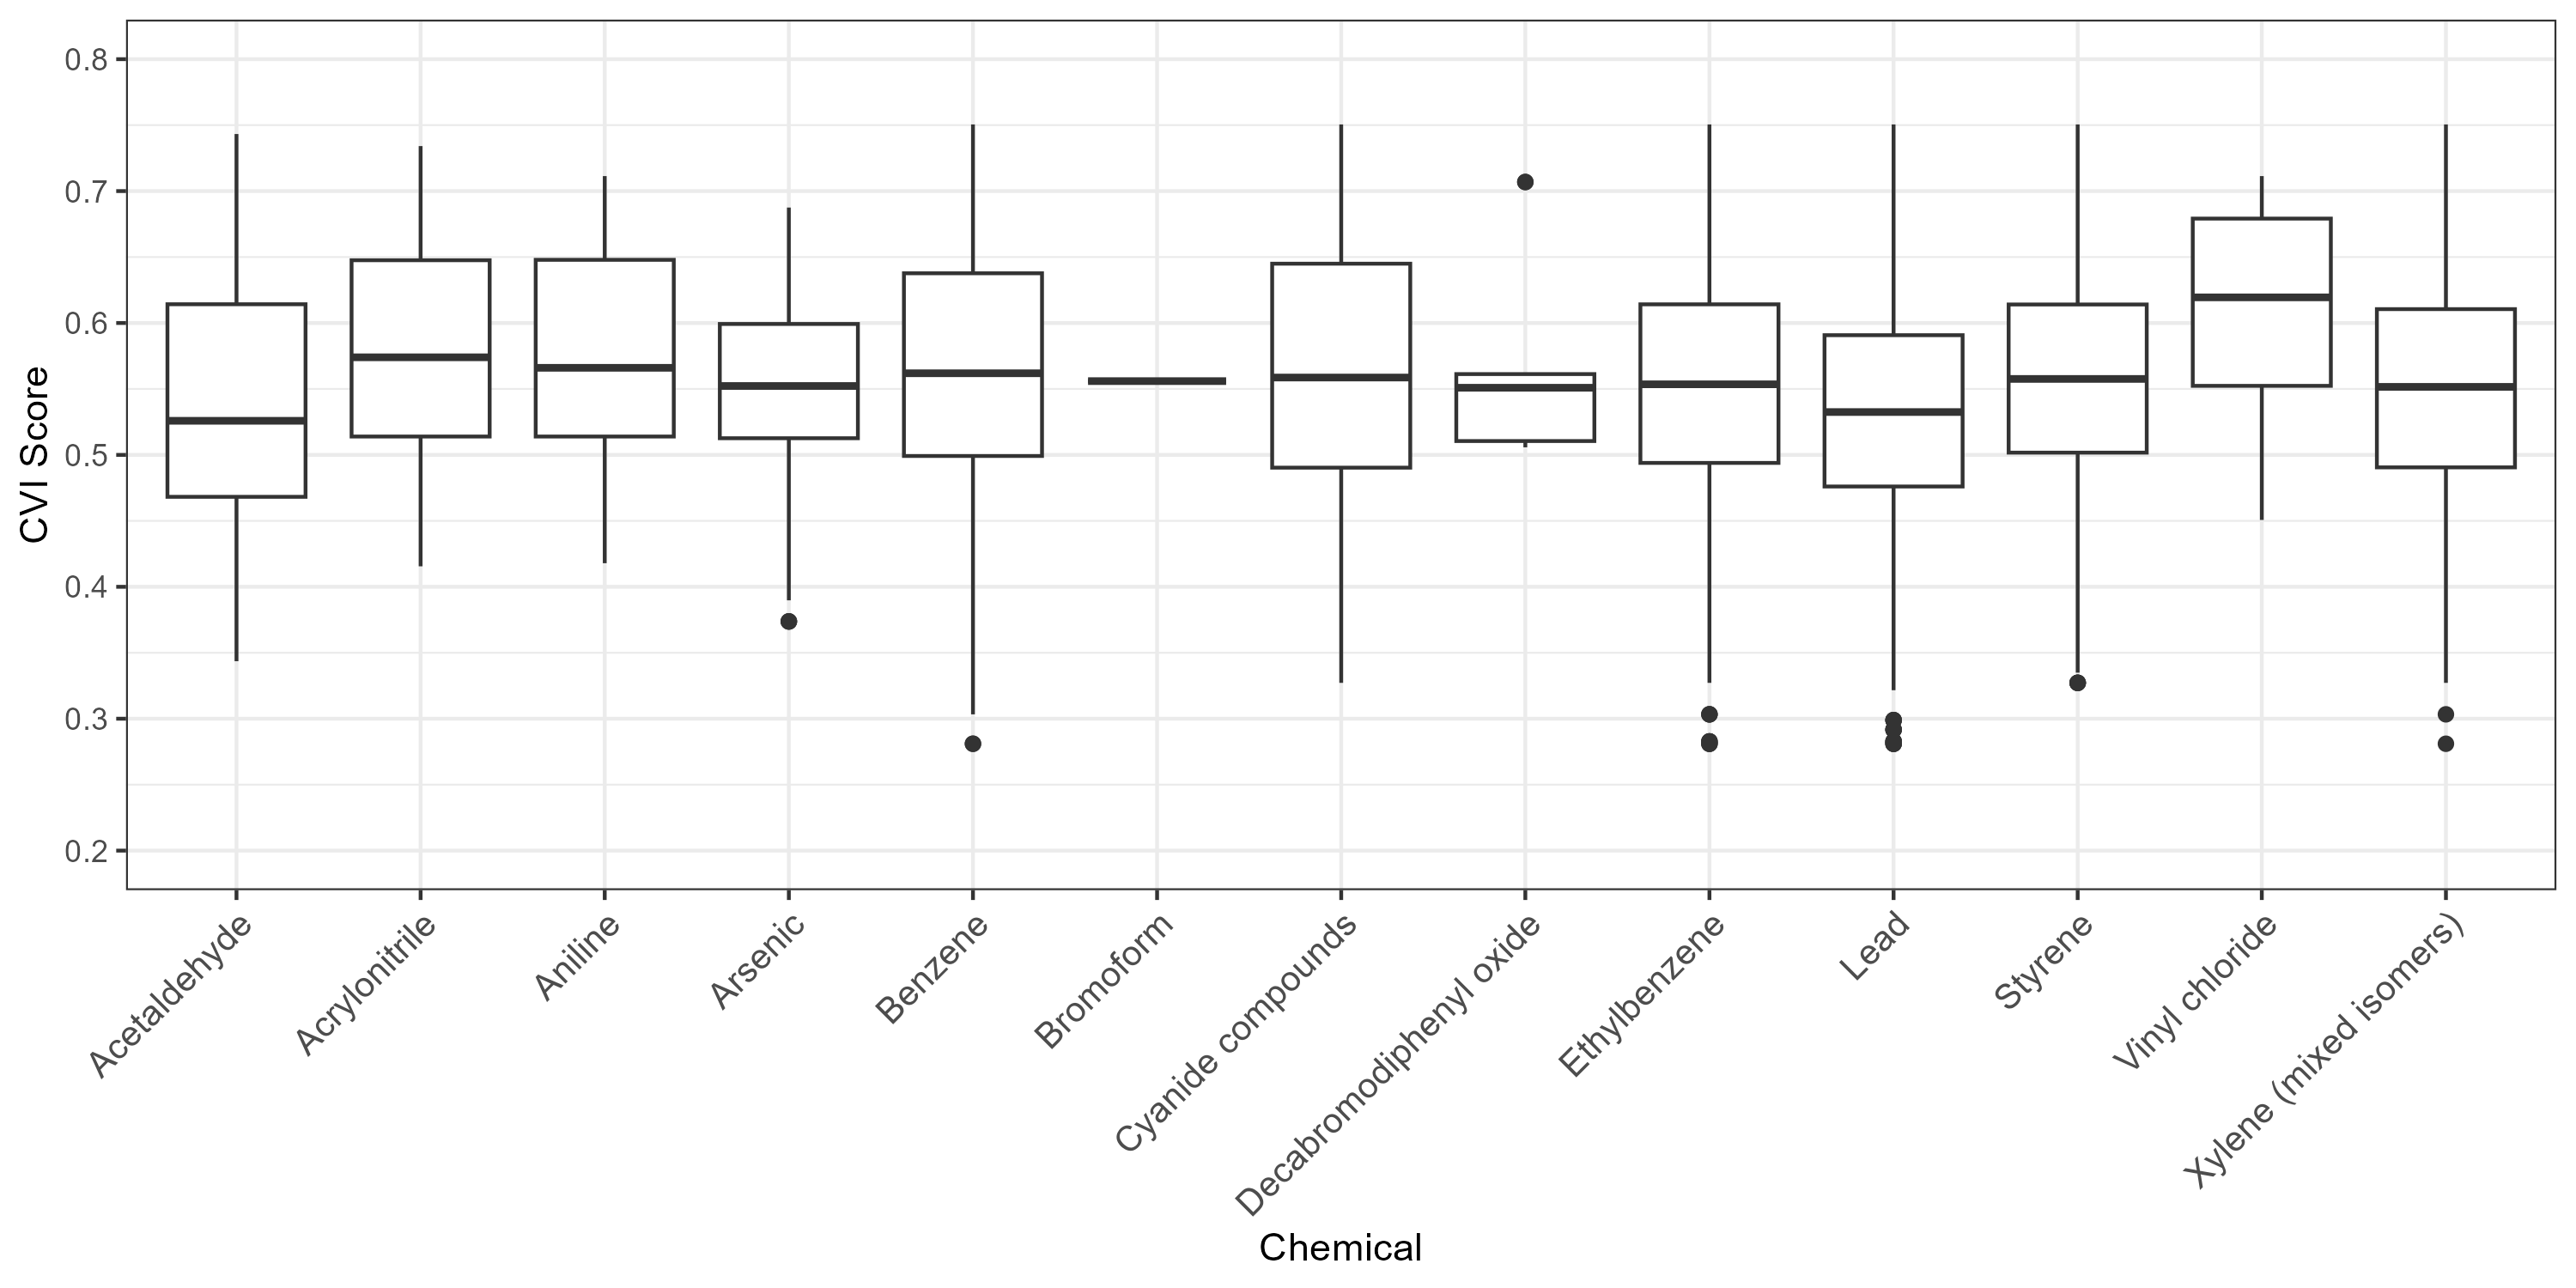 CVI Score
0.8
0.7
0.6
0.5
0.4
0.3
0.2
Acetaldehyde
Acrylonitrile
Aniline
Arsenic
Benzene
Bromoform
Cyanide compounds
Decabromodiphenyl oxide
Ethylbenzene
Lead
Styrene
Vinyl chloride
Xylene (mixed isomers)
Chemical